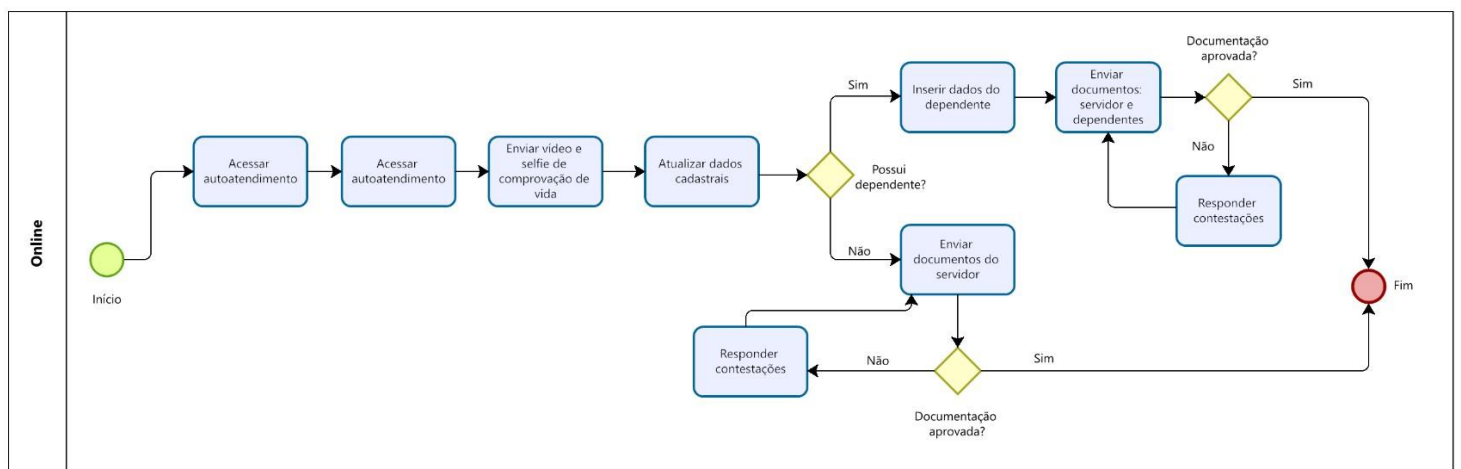 Online
Início
Acessar
autoatendimento
Acessar
autoatendimento
Enviar vídeo e
selfie de
comprovação de
vida
Atualizar dados
cadastrais
Possui
dependente?
Sim
Inserir dados do
dependente
Enviar
documentos:
servidor e
dependentes
Documentação
aprovada?
Sim
Não
Responder
contestações
Não
Enviar
documentos do
servidor
Documentação
aprovada?
Não
Responder
contestações
Sim
Fim